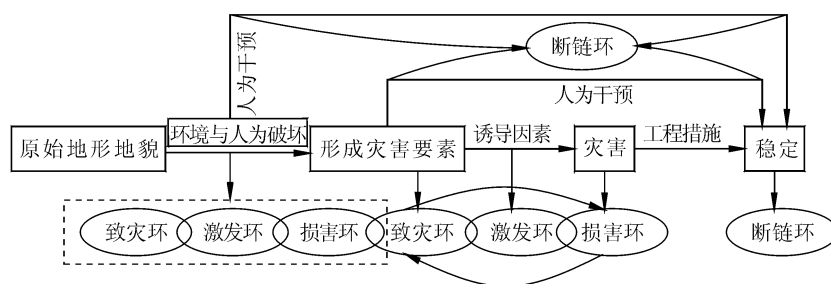 断链环
人为干预
人为干预
原始地形地貌
环境与人为破坏
形成灾害要素
诱导因素
灾害
工程措施
稳定
致灾环
激发环
损害环
致灾环
激发环
损害环
断链环